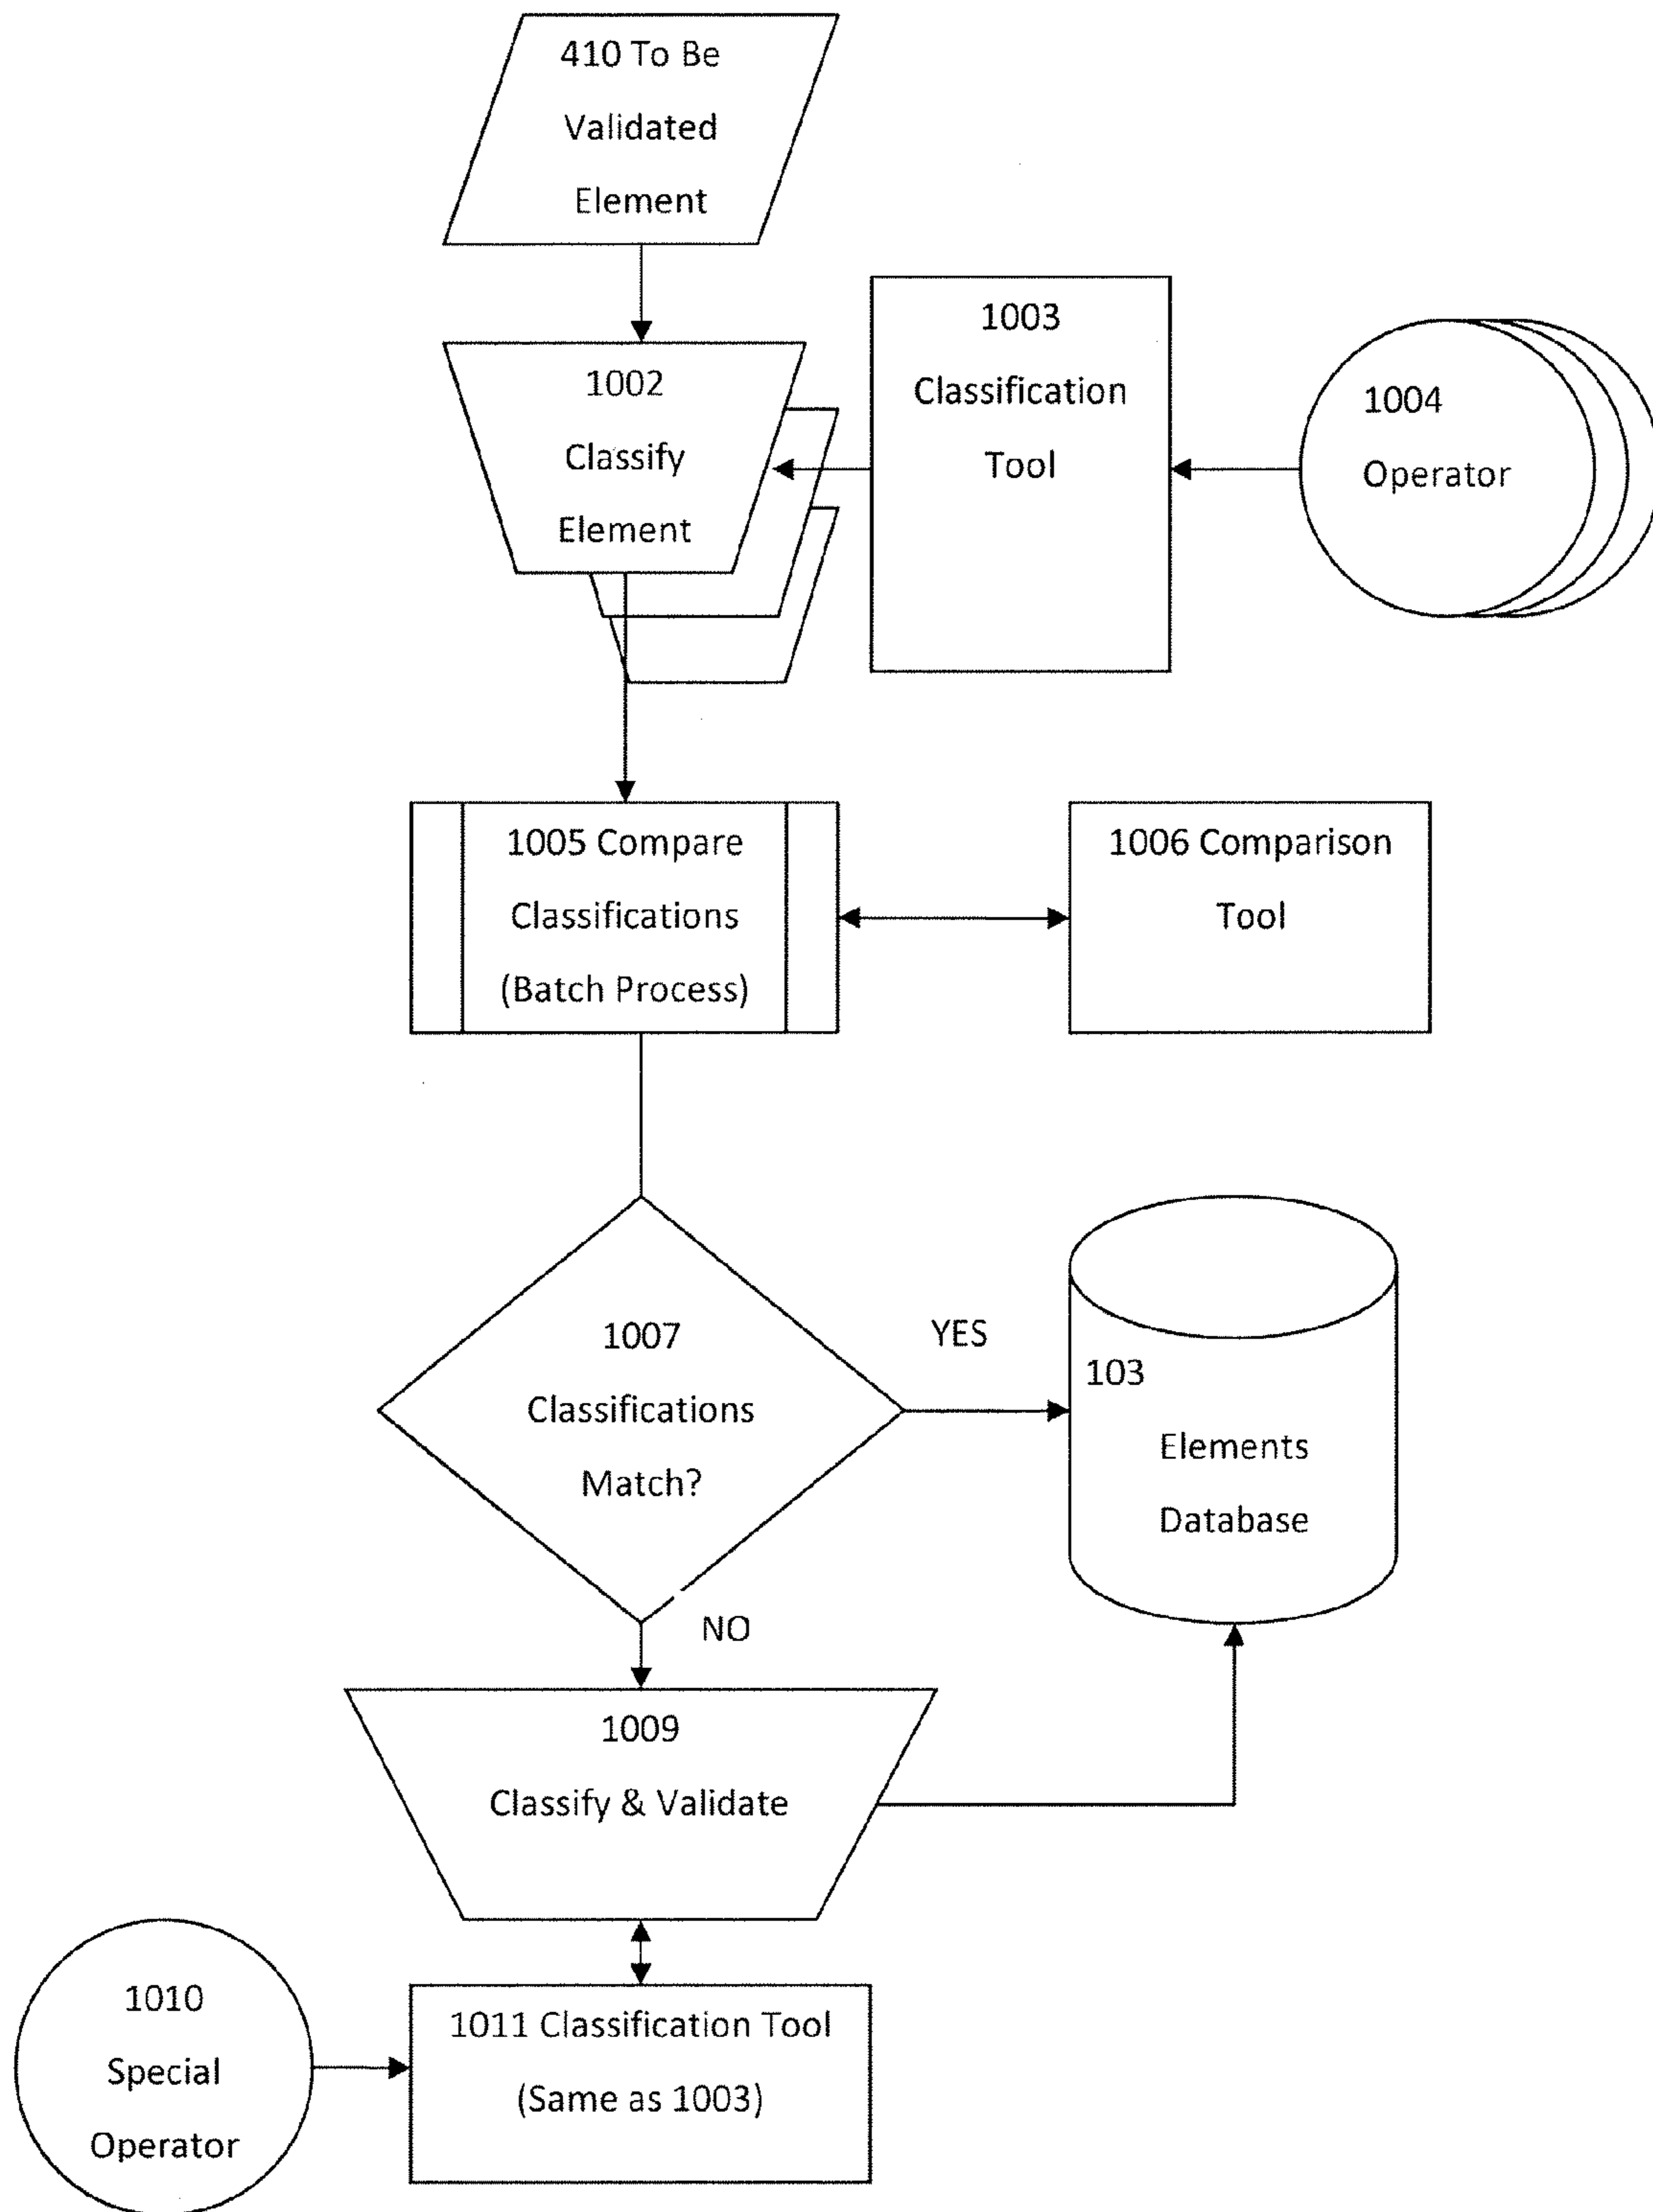 410 To Be
Validated
Element
1002
Classify
Element
1003
Classification
Tool
1004
Operator
1005 Compare
Classifications
(Batch Process)
1006 Comparison
Tool
1007
Classifications
Match?
YES
103
Elements
Database
NO
1009
Classify & Validate
1010
Special
Operator
1011 Classification Tool
(Same as 1003)